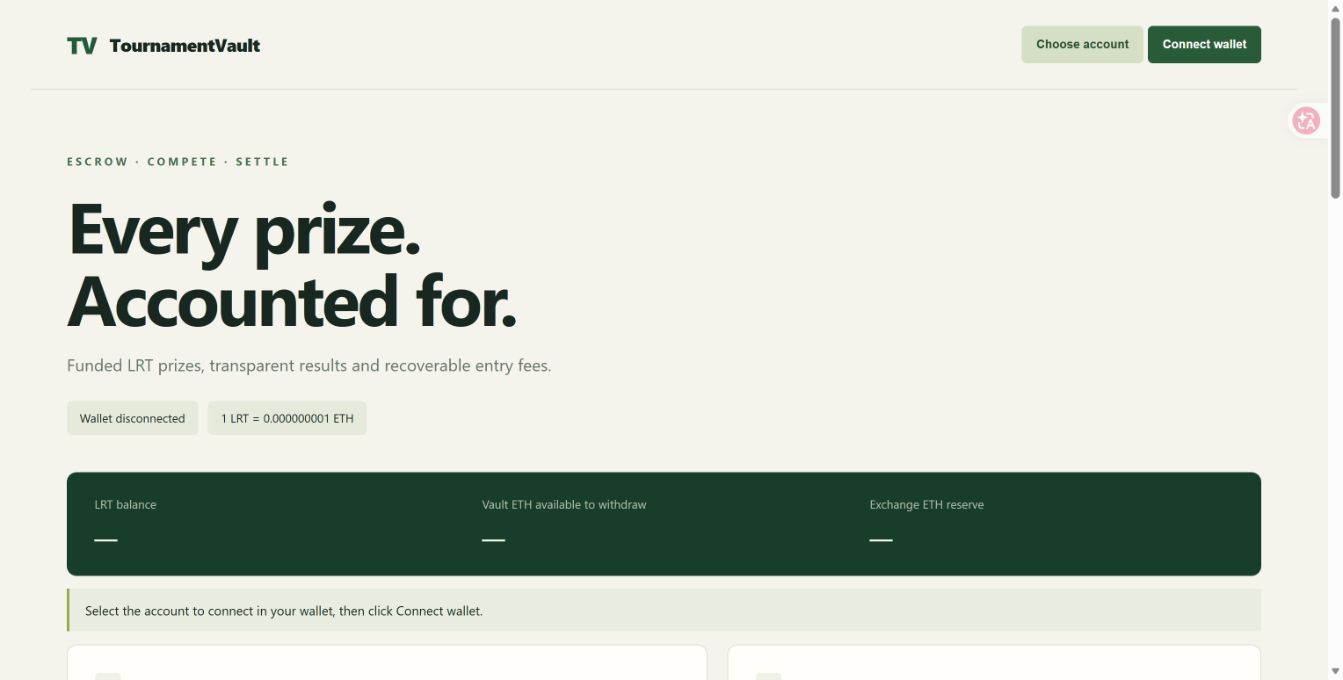 TV TournamentVault
Choose account
Connect wallet
ESCROW · COMPETE · SETTLE
Every prize.
Accounted for.
Funded LRT prizes, transparent results and recoverable entry fees.
Wallet disconnected
1 LRT = 0.000000001 ETH
LRT balance
—
Vault ETH available to withdraw
—
Exchange ETH reserve
—
Select the account to connect in your wallet, then click Connect wallet.